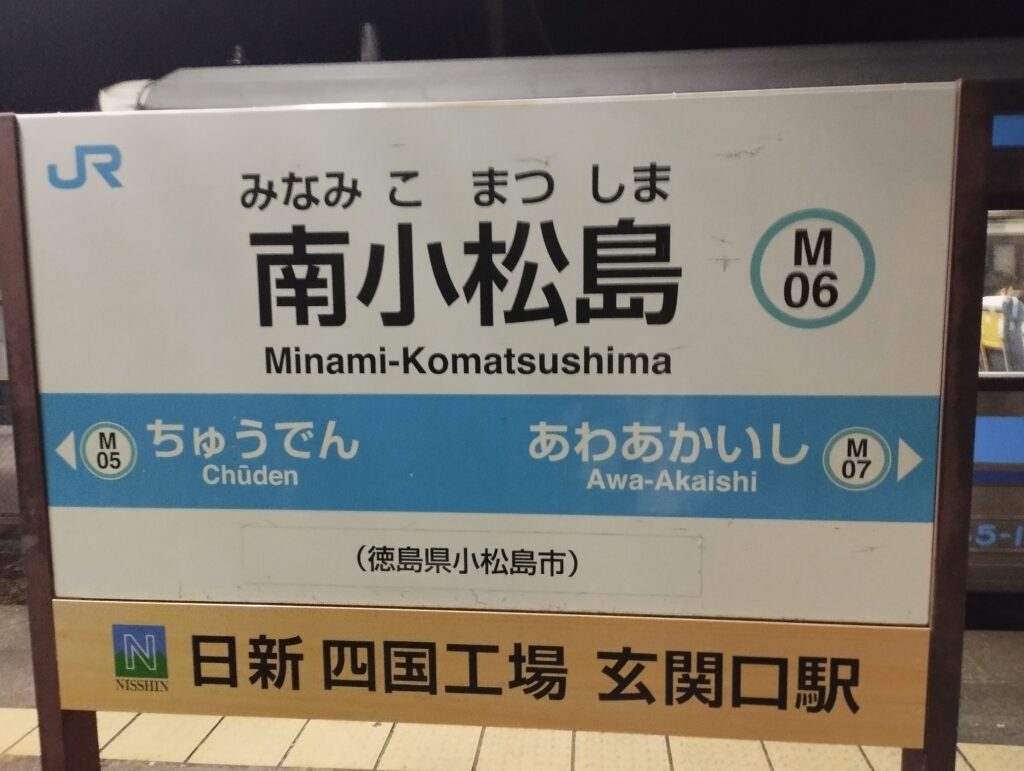 JR
みなみ こ まつ しま
南小松島
M
06
Minami-Komatsushima
M
05
ちゅうでん
Chūden
あわあかいし
Awa-Akaishi
M
07
（徳島県小松島市）
N
NISSHIN
日新 四国工場 玄関口駅